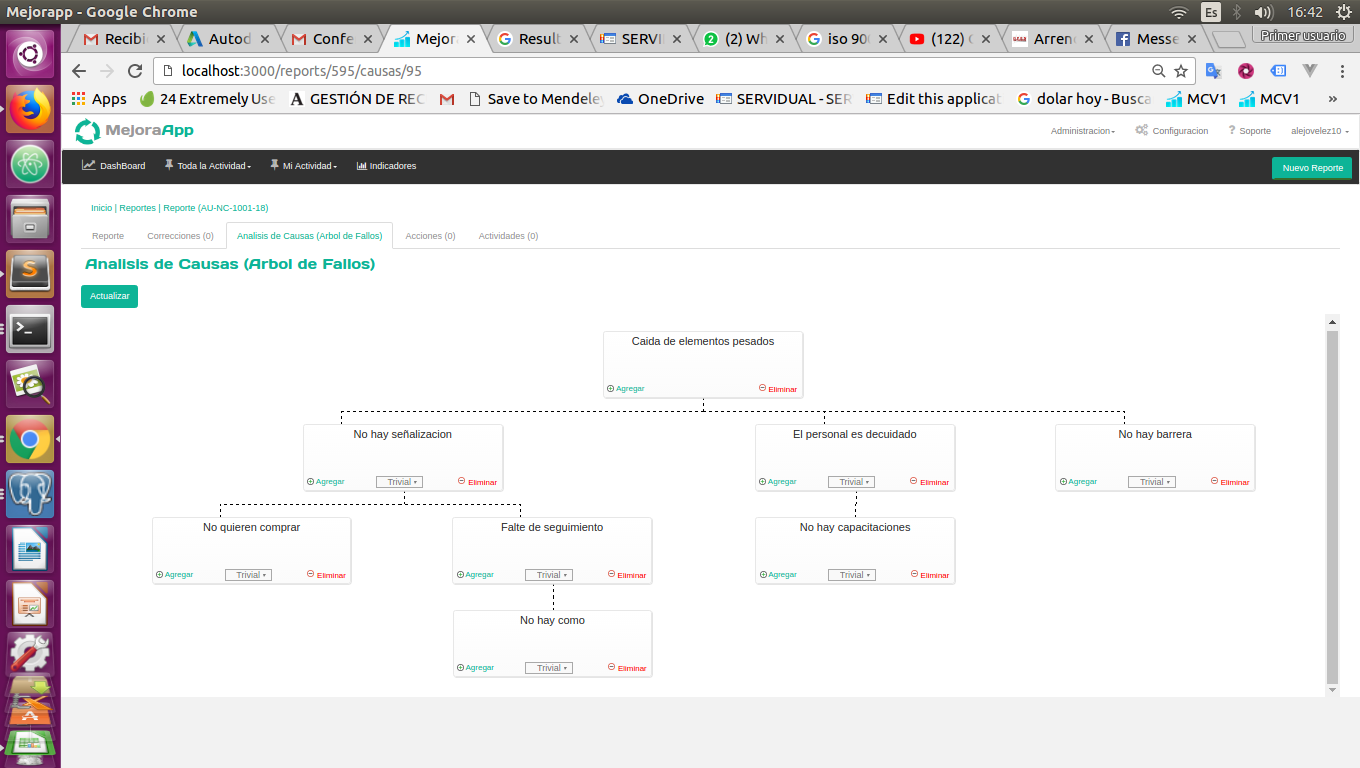 Mejorapp - Google Chrome
Es
16:42
Recibi
Autod
Confe
Mejor
Result
SERVI
2
(2) Wh
iso 900
(122)
Arren
Messe
Primer usuario
localhost:3000/reports/595/causas/95
Apps
24 Extremely Use
GESTIÓN DE REC
Save to Mendeley
OneDrive
SERVIDUAL - SER
Edit this applicat
dolar hoy - Busca
MCV1
MCV1
»
MejoraApp
Administracion
Configuracion
? Soporte
alejovelez10
DashBoard
Toda la Actividad
Mi Actividad
Indicadores
Nuevo Reporte
Inicio | Reportes | Reporte (AU-NC-1001-18)
Reporte
Correcciones (0)
Analisis de Causas (Arbol de Fallos)
Acciones (0)
Actividades (0)
Analisis de Causas (Arbol de Fallos)
Actualizar
Caida de elementos pesados
Agregar
Eliminar
No hay señalizacion
El personal es decuidado
No hay barrera
Agregar
Trivial
Eliminar
Agregar
Trivial
Eliminar
Agregar
Trivial
Eliminar
No quieren comprar
Falte de seguimiento
No hay capacitaciones
Agregar
Trivial
Eliminar
Agregar
Trivial
Eliminar
Agregar
Trivial
Eliminar
No hay como
Agregar
Trivial
Eliminar